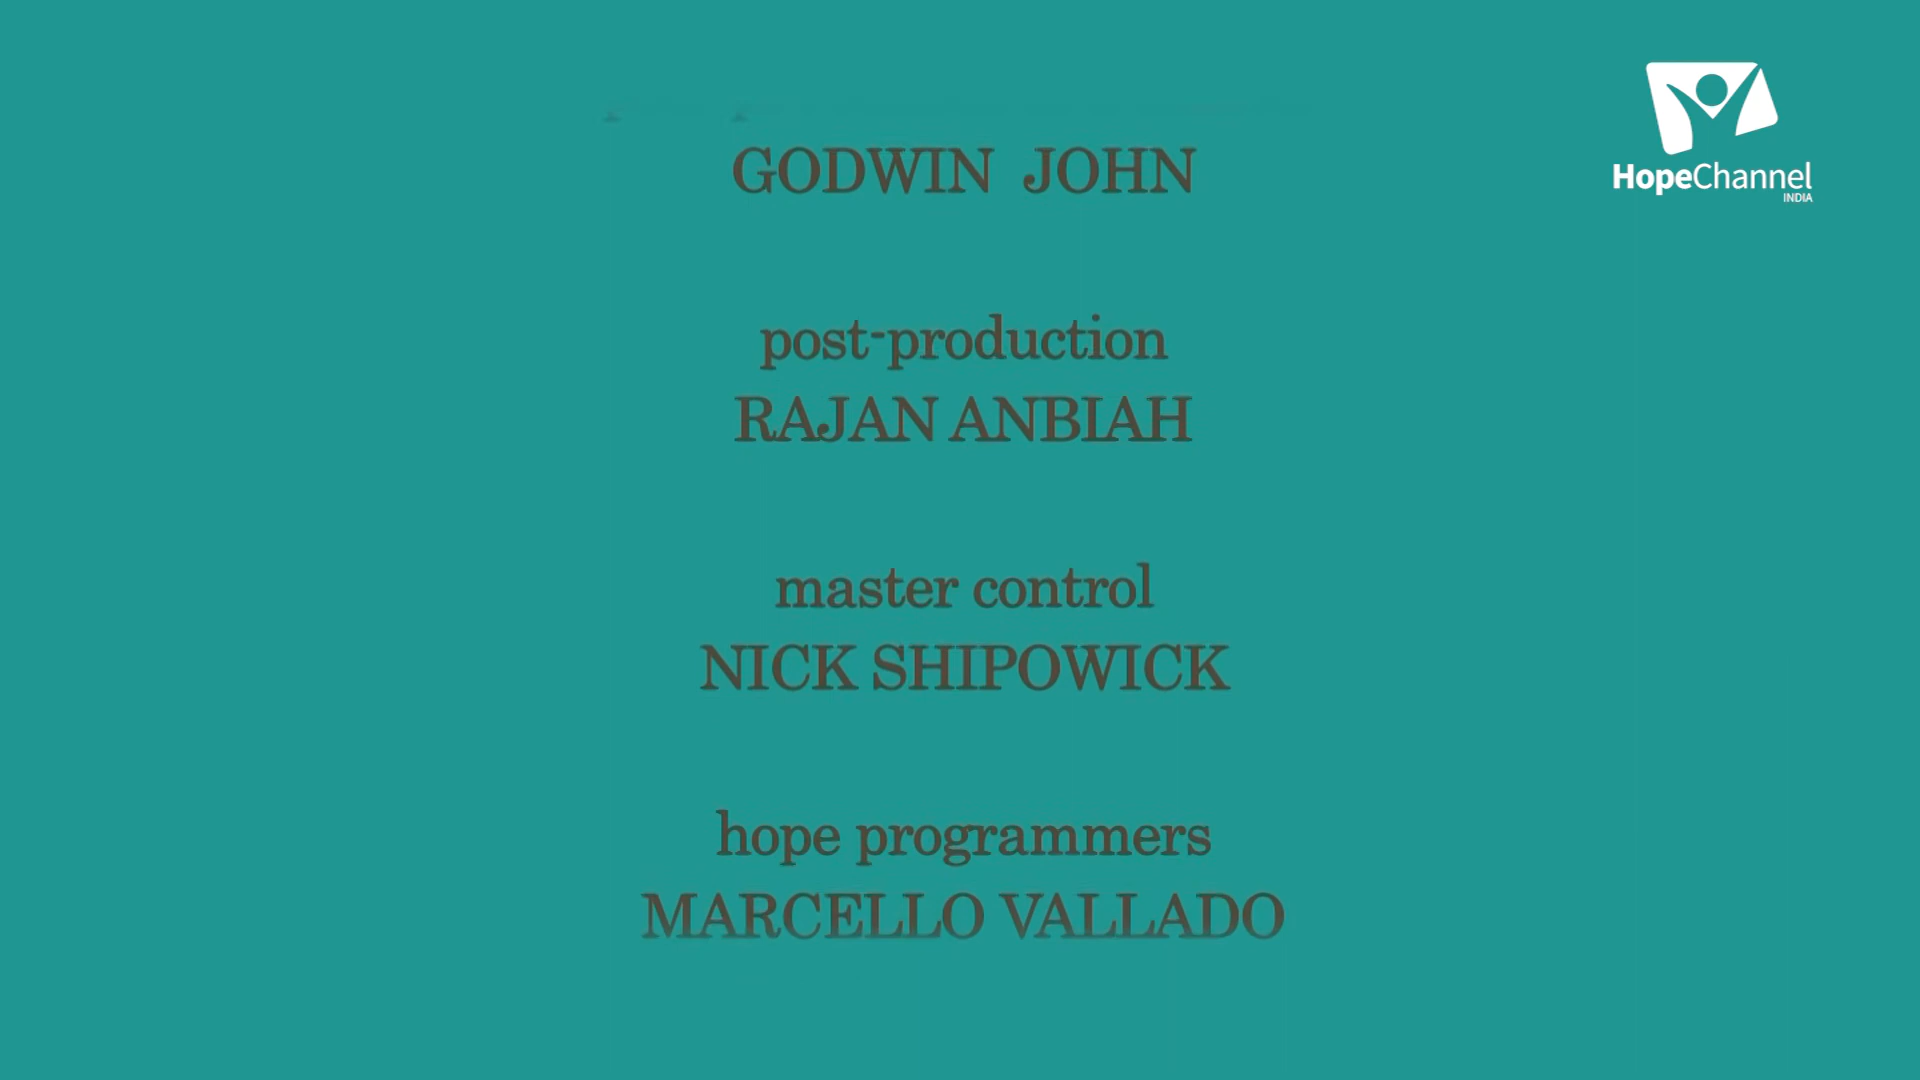 GODWIN JOHN
post-production
RAJAN ANBIAH
master control
NICK SHIPOWICK
hope programmers
MARCELLO VALLADO
HopeChannel
INDIA